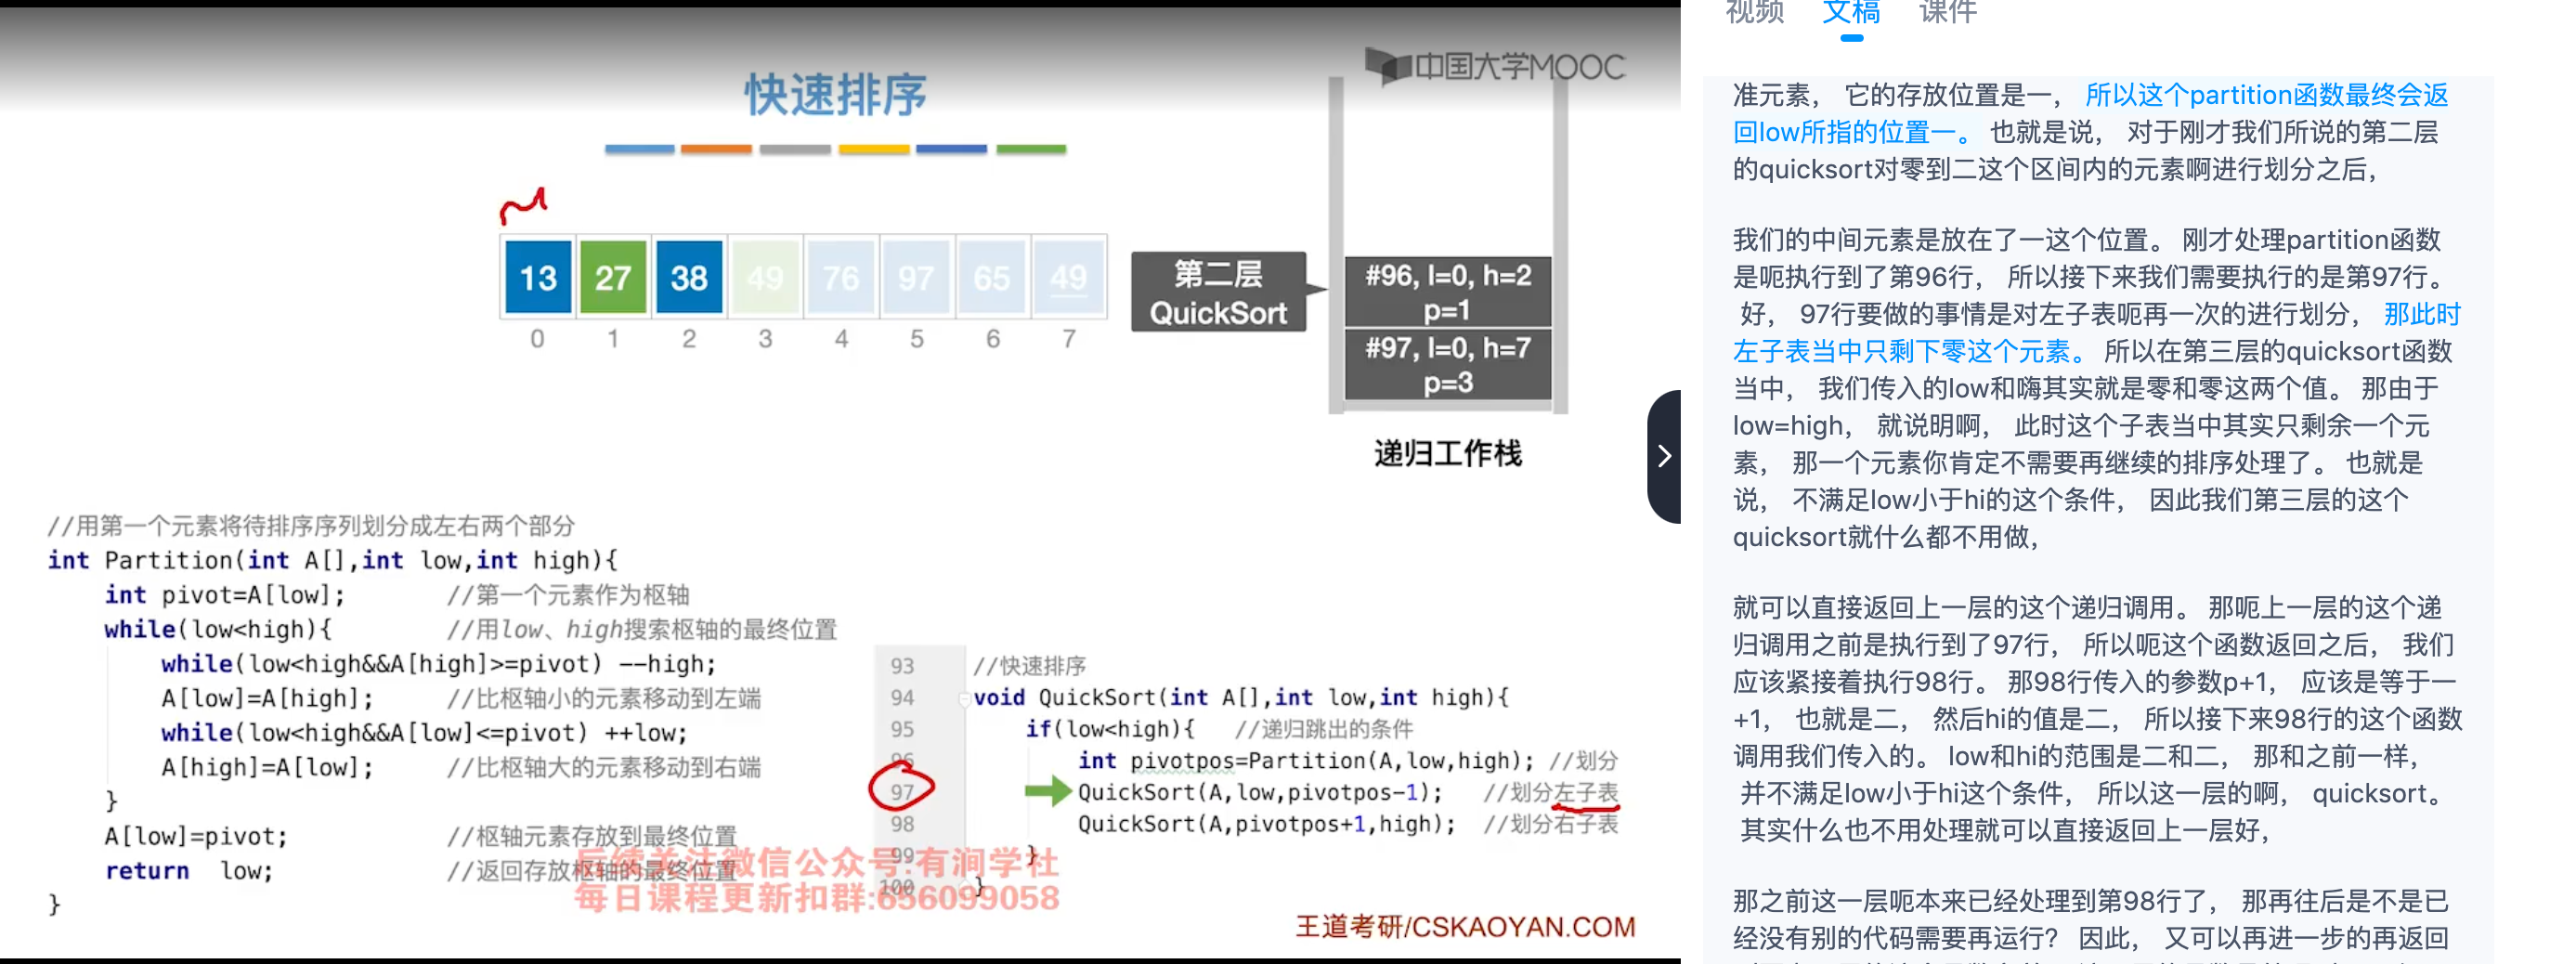 中国大学MOOC
快速排序
13 27 38 49 76 97 65 49
0 1 2 3 4 5 6 7
第二层
QuickSort
#96, l=0, h=2
p=1
#97, l=0, h=7
p=3
递归工作栈
//用第一个元素将待排序序列划分成左右两个部分
int Partition(int A[],int low,int high){
int pivot=A[low]; //第一个元素作为枢轴
while(low<high){ //用low、high搜索枢轴的最终位置
while(low<high&&A[high]>=pivot) --high;
A[low]=A[high]; //比枢轴小的元素移动到左端
while(low<high&&A[low]<=pivot) ++low;
A[high]=A[low]; //比枢轴大的元素移动到右端
}
A[low]=pivot; //枢轴元素存放到最终位置
return low; //返回存放枢轴的最终位置
}
93 //快速排序
94 void QuickSort(int A[],int low,int high){
95 if(low<high){ //递归跳出的条件
96 int pivotpos=Partition(A,low,high); //划分
97 QuickSort(A,low,pivotpos-1); //划分左子表
98 QuickSort(A,pivotpos+1,high); //划分右子表
99 }
100 }
后续关注微信公众号:有涧学社
每日课程更新扣群:656099058
王道考研/CSKAOYAN.COM
视频 文稿 课件
准元素， 它的存放位置是一， 所以这个partition函数最终会返
回low所指的位置一。 也就是说， 对于刚才我们所说的第二层
的quicksort对零到二这个区间内的元素啊进行划分之后，
我们的中间元素是放在了一这个位置。 刚才处理partition函数
是呃执行到了第96行， 所以接下来我们需要执行的是第97行。
好， 97行要做的事情是对左子表呃再一次的进行划分， 那此时
左子表当中只剩下零这个元素。 所以在第三层的quicksort函数
当中， 我们传入的low和嗨其实就是零和零这两个值。 那由于
low=high， 就说明啊， 此时这个子表当中其实只剩余一个元
素， 那一个元素你肯定不需要再继续的排序处理了。 也就是
说， 不满足low小于hi的这个条件， 因此我们第三层的这个
quicksort就什么都不用做，
就可以直接返回上一层的这个递归调用。 那呃上一层的这个递
归调用之前是执行到了97行， 所以呃这个函数返回之后， 我们
应该紧接着执行98行。 那98行传入的参数p+1， 应该是等于一
+1， 也就是二， 然后hi的值是二， 所以接下来98行的这个函数
调用我们传入的。 low和hi的范围是二和二， 那和之前一样，
并不满足low小于hi这个条件， 所以这一层的啊， quicksort。
其实什么也不用处理就可以直接返回上一层好，
那之前这一层呃本来已经处理到第98行了， 那再往后是不是已
经没有别的代码需要再运行? 因此， 又可以再进一步的再返回